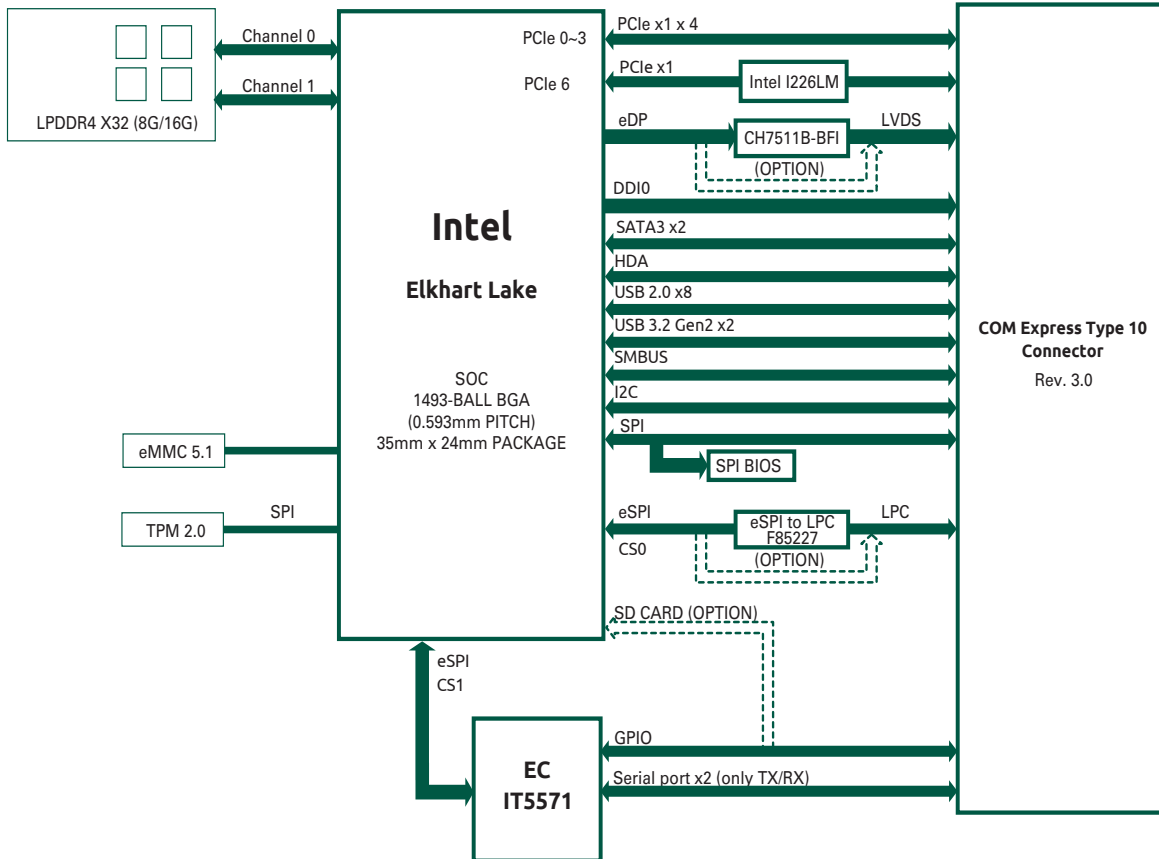 Channel 0
Channel 1
LPDDR4 X32 (8G/16G)
PCIe 0~3
PCIe 6
Intel
Elkhart Lake
SOC
1493-BALL BGA
(0.593mm PITCH)
35mm x 24mm PACKAGE
eMMC 5.1
TPM 2.0
SPI
PCIe x1 x 4
PCIe x1
Intel I226LM
eDP
CH7511B-BFI
LVDS
(OPTION)
DDI0
SATA3 x2
HDA
USB 2.0 x8
USB 3.2 Gen2 x2
SMBUS
I2C
SPI
SPI BIOS
eSPI
CS0
eSPI to LPC
F85227
LPC
(OPTION)
SD CARD (OPTION)
eSPI
CS1
EC
IT5571
GPIO
Serial port x2 (only TX/RX)
COM Express Type 10
Connector
Rev. 3.0